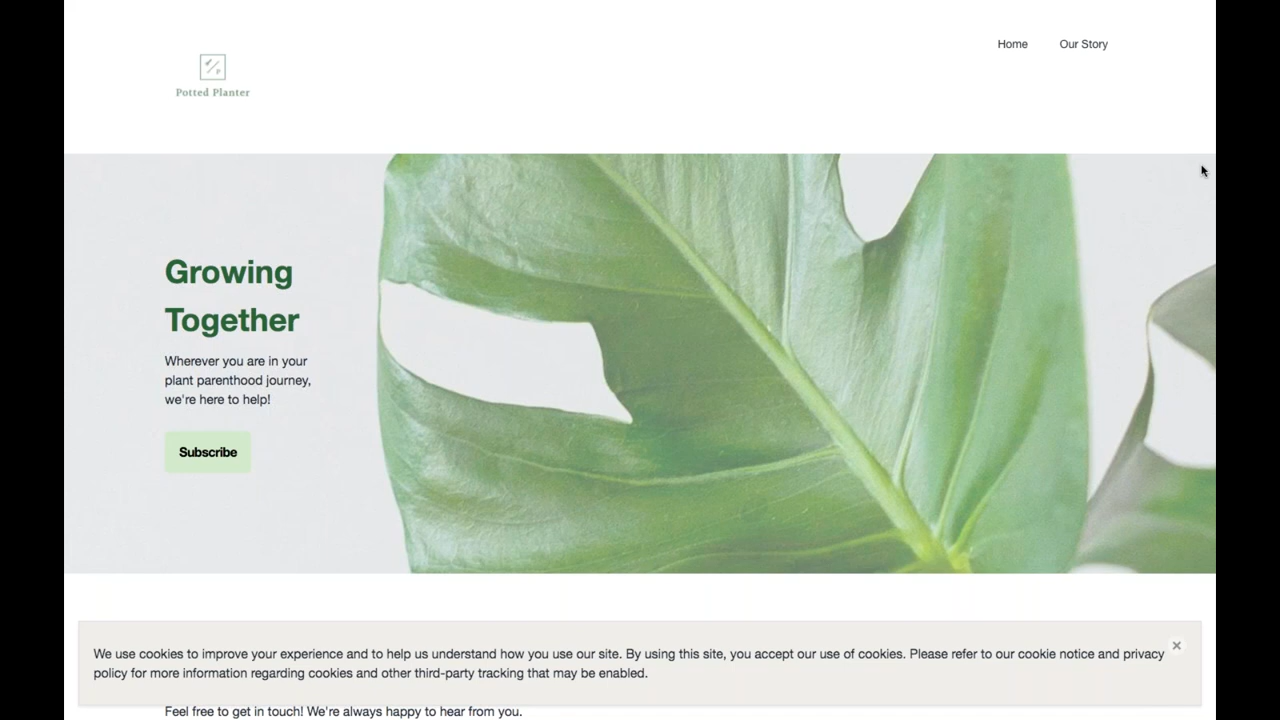 Home Our Story
Potted Planter
Growing
Together
Wherever you are in your
plant parenthood journey,
we're here to help!
Subscribe
We use cookies to improve your experience and to help us understand how you use our site. By using this site, you accept our use of cookies. Please refer to our cookie notice and privacy
policy for more information regarding cookies and other third-party tracking that may be enabled.
Feel free to get in touch! We're always happy to hear from you.